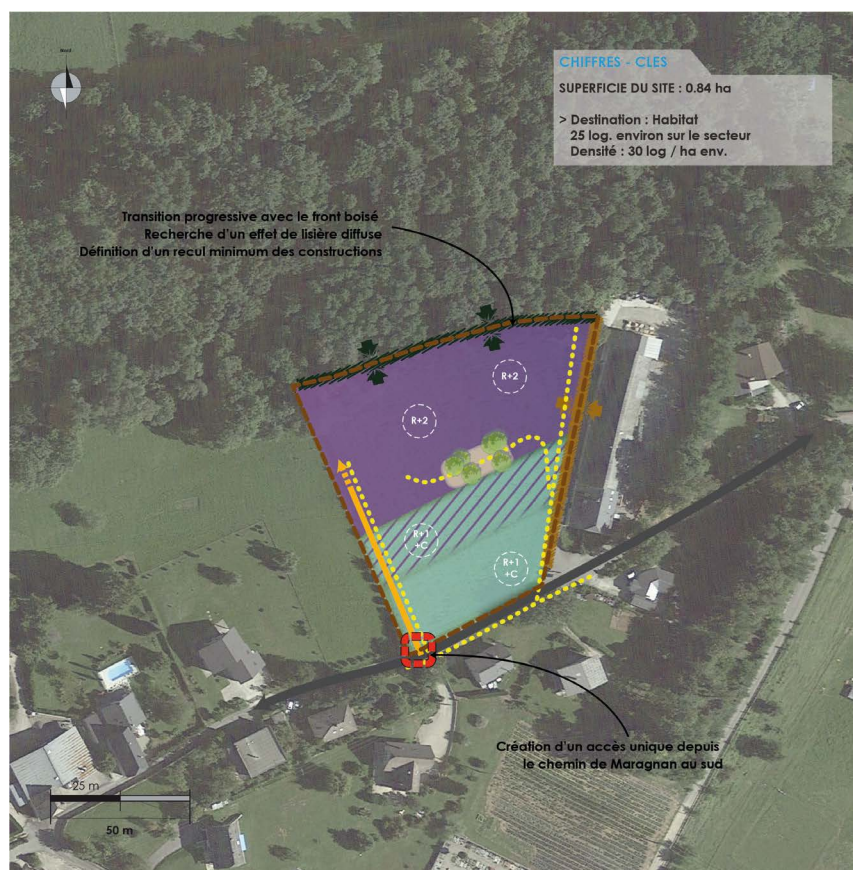 CHIFFRES - CLES
SUPERFICIE DU SITE : 0.84 ha
> Destination : Habitat
25 log. environ sur le secteur
Densité : 30 log / ha env.
Transition progressive avec le front boisé
Recherche d'un effet de lisière diffuse
Définition d'un recul minimum des constructions
R+2
R+2
R+1
+C
R+1
+C
Création d'un accès unique depuis
le chemin de Maragnan au sud
25 m
50 m